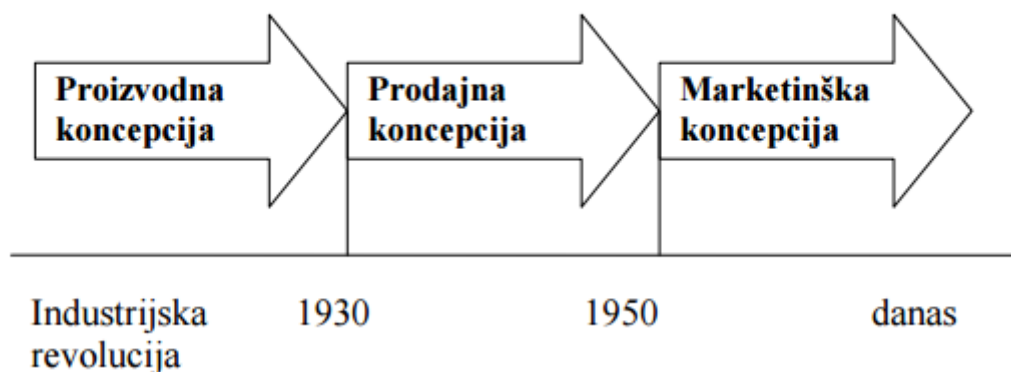 Proizvodna
koncepcija
Prodajna
koncepcija
Marketinška
koncepcija
Industrijska
revolucija
1930
1950
danas